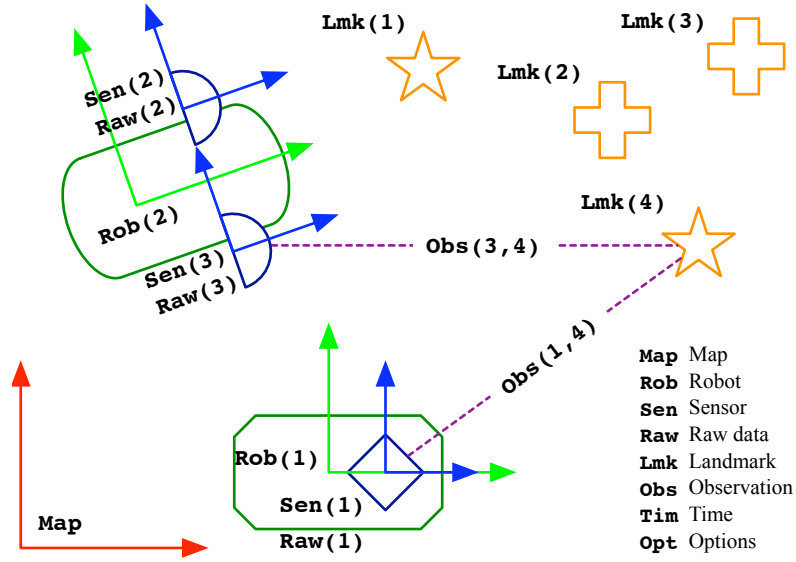 Lmk(1)
Lmk(3)
Lmk(2)
Sen(2)
Raw(2)
Lmk(4)
Rob(2)
Obs(3,4)
Sen(3)
Raw(3)
Obs(1,4)
Rob(1)
Sen(1)
Raw(1)
Map
Map Map
Rob Robot
Sen Sensor
Raw Raw data
Lmk Landmark
Obs Observation
Tim Time
Opt Options